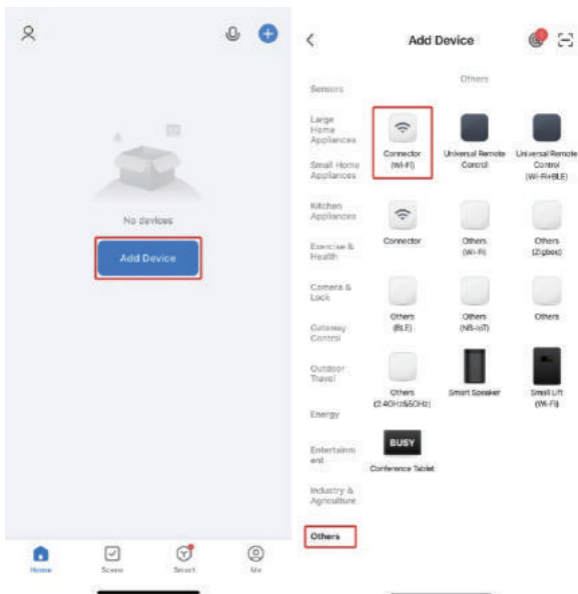 No devices
Add Device
Home
Scene
Smart
Me
Add Device
Sensors
Large
Home
Appliances
Small Home
Appliances
Kitchen
Appliances
Exercise &
Health
Camera &
Lock
Gateway
Control
Outdoor
Travel
Energy
Entertainm
ent
Industry &
Agriculture
Others
Others
Connector
(Wi-Fi)
Universal Remote
Control
Universal Remote
Control
(Wi-Fi+BLE)
Connector
Others
(Wi-Fi)
Others
(Zigbee)
Others
(BLE)
Others
(NB-IoT)
Others
Others
(2.4GHz&5GHz)
Smart Speaker
Small Lift
(Wi-Fi)
BUSY
Conference Tablet